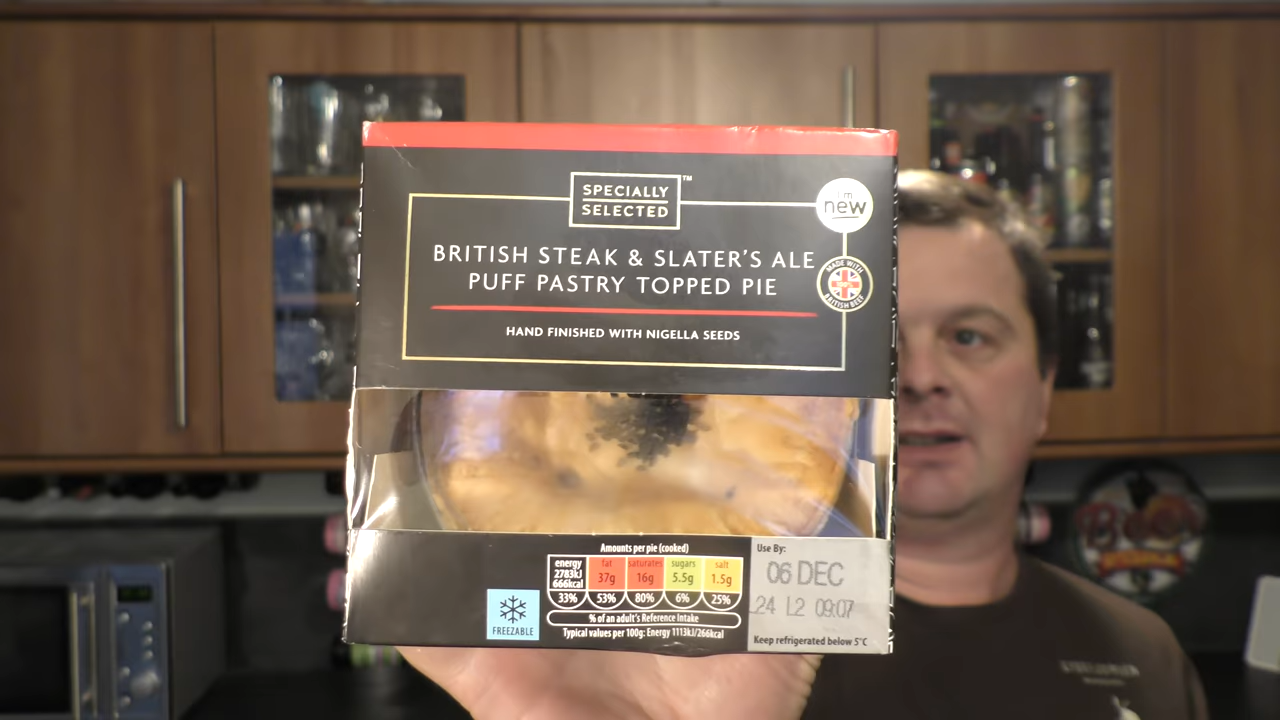 SPECIALLY
SELECTED
TM
I'm
new
BRITISH STEAK & SLATER'S ALE
PUFF PASTRY TOPPED PIE
MADE WITH
100%
BRITISH BEEF
HAND FINISHED WITH NIGELLA SEEDS
Amounts per pie (cooked)
energy
2783kJ
666kcal
33%
fat
37g
53%
saturates
16g
80%
sugars
5.5g
6%
salt
1.5g
25%
% of an adult's Reference Intake
Typical values per 100g: Energy 1113kJ/266kcal
FREEZABLE
Use By:
06 DEC
L24 L2 09:07
Keep refrigerated below 5°C